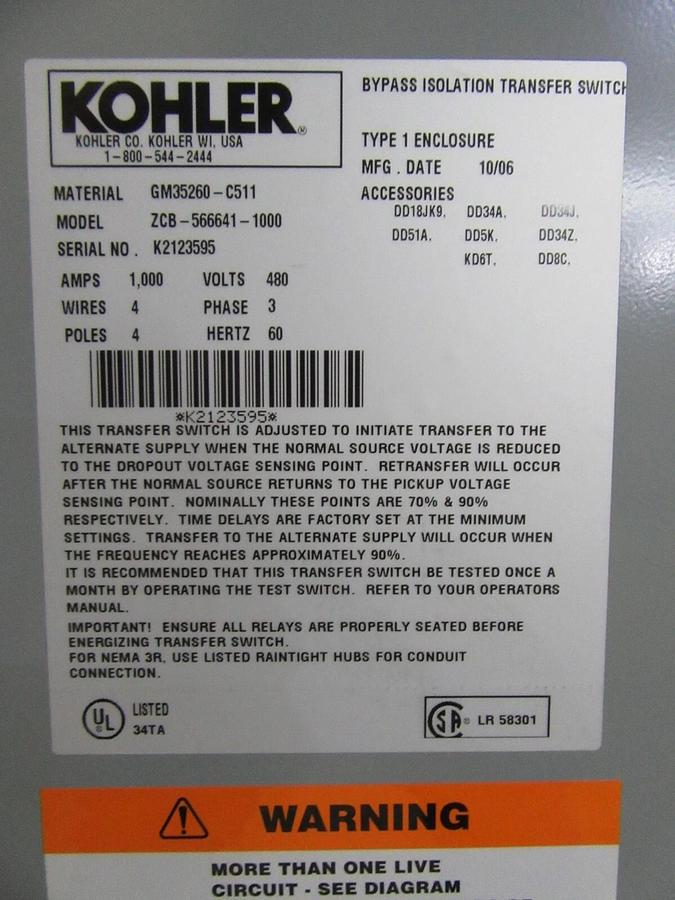 KOHLER®
KOHLER CO. KOHLER WI, USA
1-800-544-2444
BYPASS ISOLATION TRANSFER SWITCH
TYPE 1 ENCLOSURE
MFG . DATE 10/06
ACCESSORIES
DD18JK9, DD34A, DD34J,
DD51A, DD5K, DD34Z,
KD6T, DD8C,
MATERIAL GM35260-C511
MODEL ZCB-566641-1000
SERIAL NO . K2123595
AMPS 1,000 VOLTS 480
WIRES 4 PHASE 3
POLES 4 HERTZ 60
*K2123595*
THIS TRANSFER SWITCH IS ADJUSTED TO INITIATE TRANSFER TO THE
ALTERNATE SUPPLY WHEN THE NORMAL SOURCE VOLTAGE IS REDUCED
TO THE DROPOUT VOLTAGE SENSING POINT. RETRANSFER WILL OCCUR
AFTER THE NORMAL SOURCE RETURNS TO THE PICKUP VOLTAGE
SENSING POINT. NOMINALLY THESE POINTS ARE 70% & 90%
RESPECTIVELY. TIME DELAYS ARE FACTORY SET AT THE MINIMUM
SETTINGS. TRANSFER TO THE ALTERNATE SUPPLY WILL OCCUR WHEN
THE FREQUENCY REACHES APPROXIMATELY 90%.
IT IS RECOMMENDED THAT THIS TRANSFER SWITCH BE TESTED ONCE A
MONTH BY OPERATING THE TEST SWITCH. REFER TO YOUR OPERATORS
MANUAL.
IMPORTANT! ENSURE ALL RELAYS ARE PROPERLY SEATED BEFORE
ENERGIZING TRANSFER SWITCH.
FOR NEMA 3R, USE LISTED RAINTIGHT HUBS FOR CONDUIT
CONNECTION.
UL® LISTED
34TA
CSA® LR 58301
WARNING
MORE THAN ONE LIVE
CIRCUIT - SEE DIAGRAM